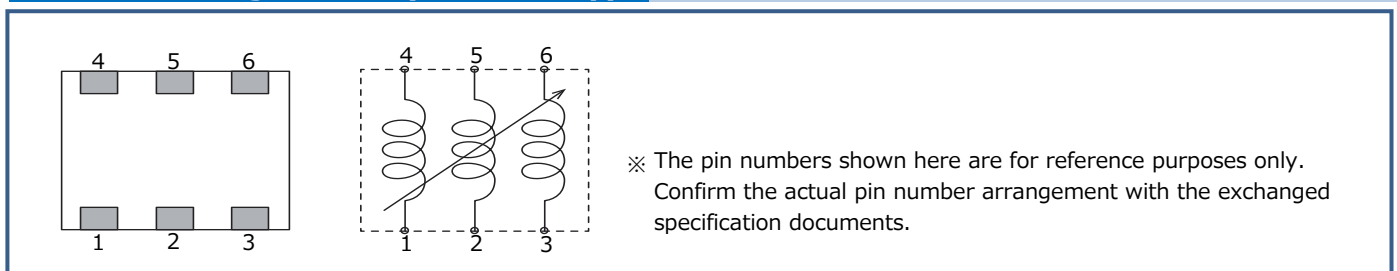 4 5 6
1 2 3
4 5 6
1 2 3
※ The pin numbers shown here are for reference purposes only.
Confirm the actual pin number arrangement with the exchanged
specification documents.